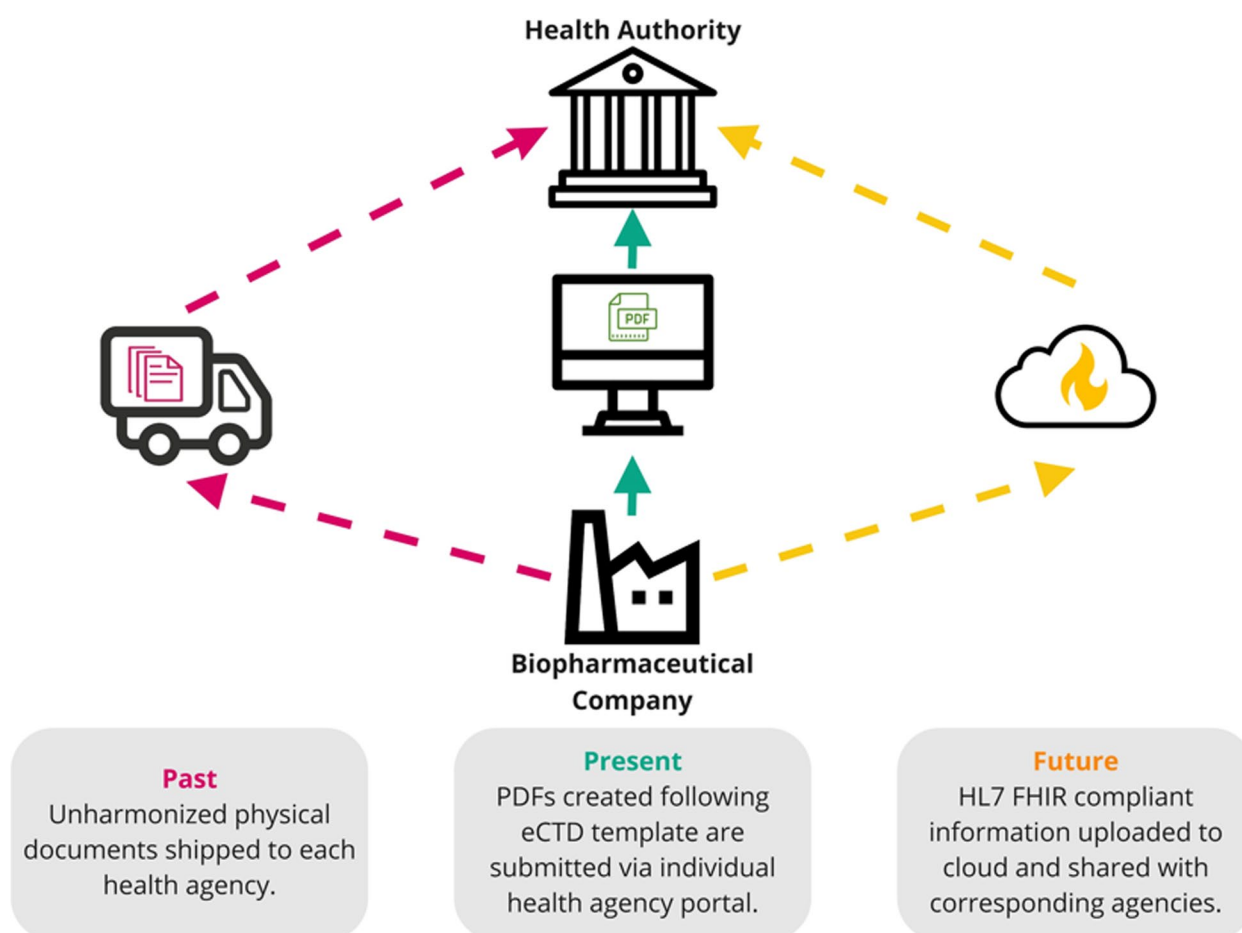 Health Authority
PDF
Biopharmaceutical
Company
Past
Unharmonized physical
documents shipped to each
health agency.
Present
PDFs created following
eCTD template are
submitted via individual
health agency portal.
Future
HL7 FHIR compliant
information uploaded to
cloud and shared with
corresponding agencies.